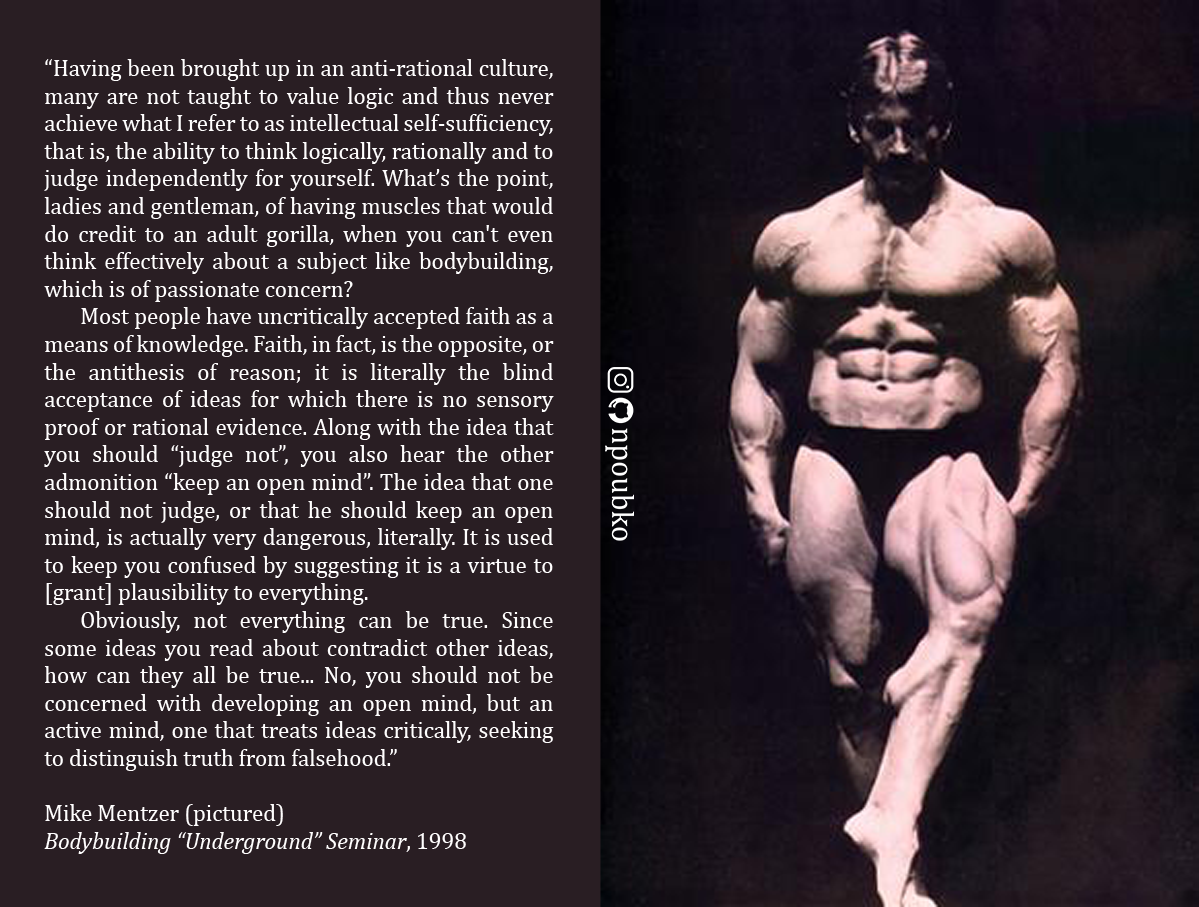 “Having been brought up in an anti-rational culture,
many are not taught to value logic and thus never
achieve what I refer to as intellectual self-sufficiency,
that is, the ability to think logically, rationally and to
judge independently for yourself. What’s the point,
ladies and gentleman, of having muscles that would
do credit to an adult gorilla, when you can't even
think effectively about a subject like bodybuilding,
which is of passionate concern?
Most people have uncritically accepted faith as a
means of knowledge. Faith, in fact, is the opposite, or
the antithesis of reason; it is literally the blind
acceptance of ideas for which there is no sensory
proof or rational evidence. Along with the idea that
you should “judge not”, you also hear the other
admonition “keep an open mind”. The idea that one
should not judge, or that he should keep an open
mind, is actually very dangerous, literally. It is used
to keep you confused by suggesting it is a virtue to
[grant] plausibility to everything.
Obviously, not everything can be true. Since
some ideas you read about contradict other ideas,
how can they all be true... No, you should not be
concerned with developing an open mind, but an
active mind, one that treats ideas critically, seeking
to distinguish truth from falsehood.”
Mike Mentzer (pictured)
Bodybuilding “Underground” Seminar, 1998
npoubko